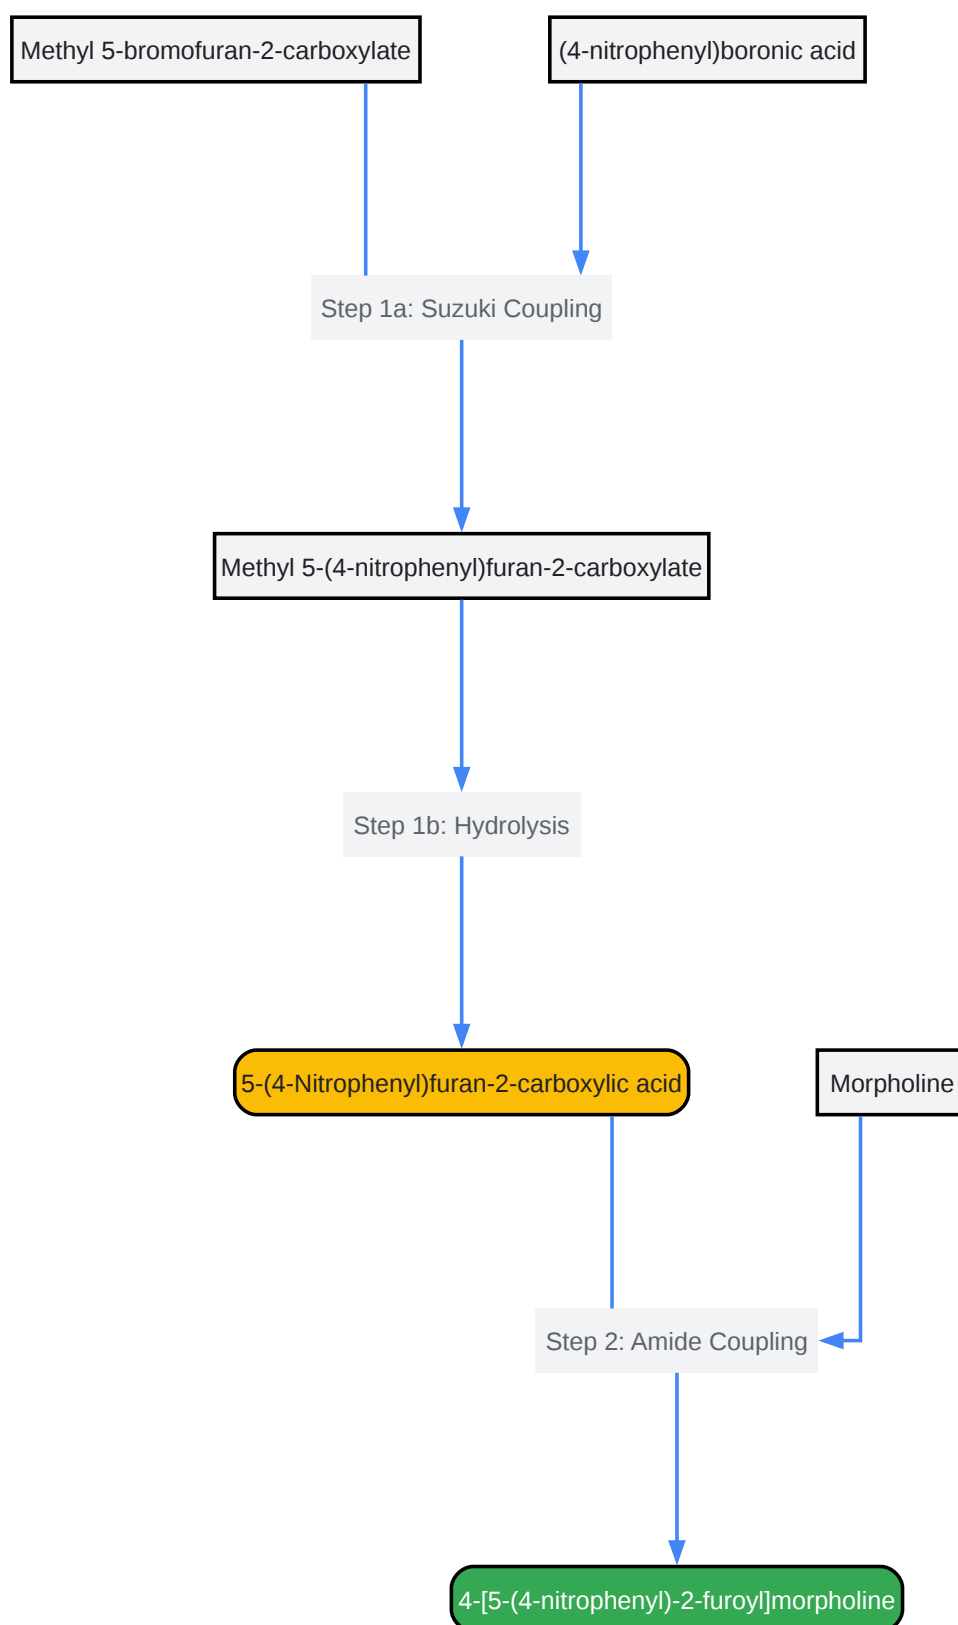 Methyl 5-bromofuran-2-carboxylate
(4-nitrophenyl)boronic acid
Step 1a: Suzuki Coupling
Methyl 5-(4-nitrophenyl)furan-2-carboxylate
Step 1b: Hydrolysis
5-(4-Nitrophenyl)furan-2-carboxylic acid
Morpholine
Step 2: Amide Coupling
4-[5-(4-nitrophenyl)-2-furoyl]morpholine